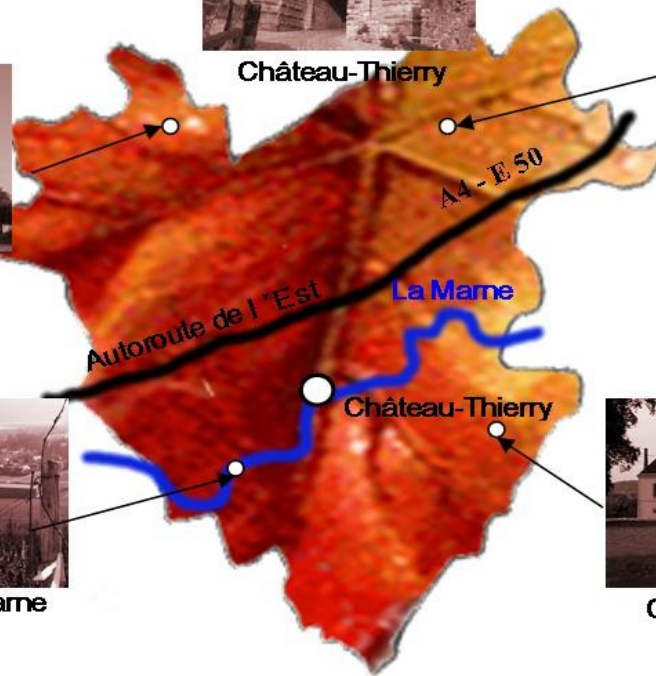 Château-Thierry
A4 - E 50
La Marne
Autoroute de l 'Est
Château-Thierry
arne
C